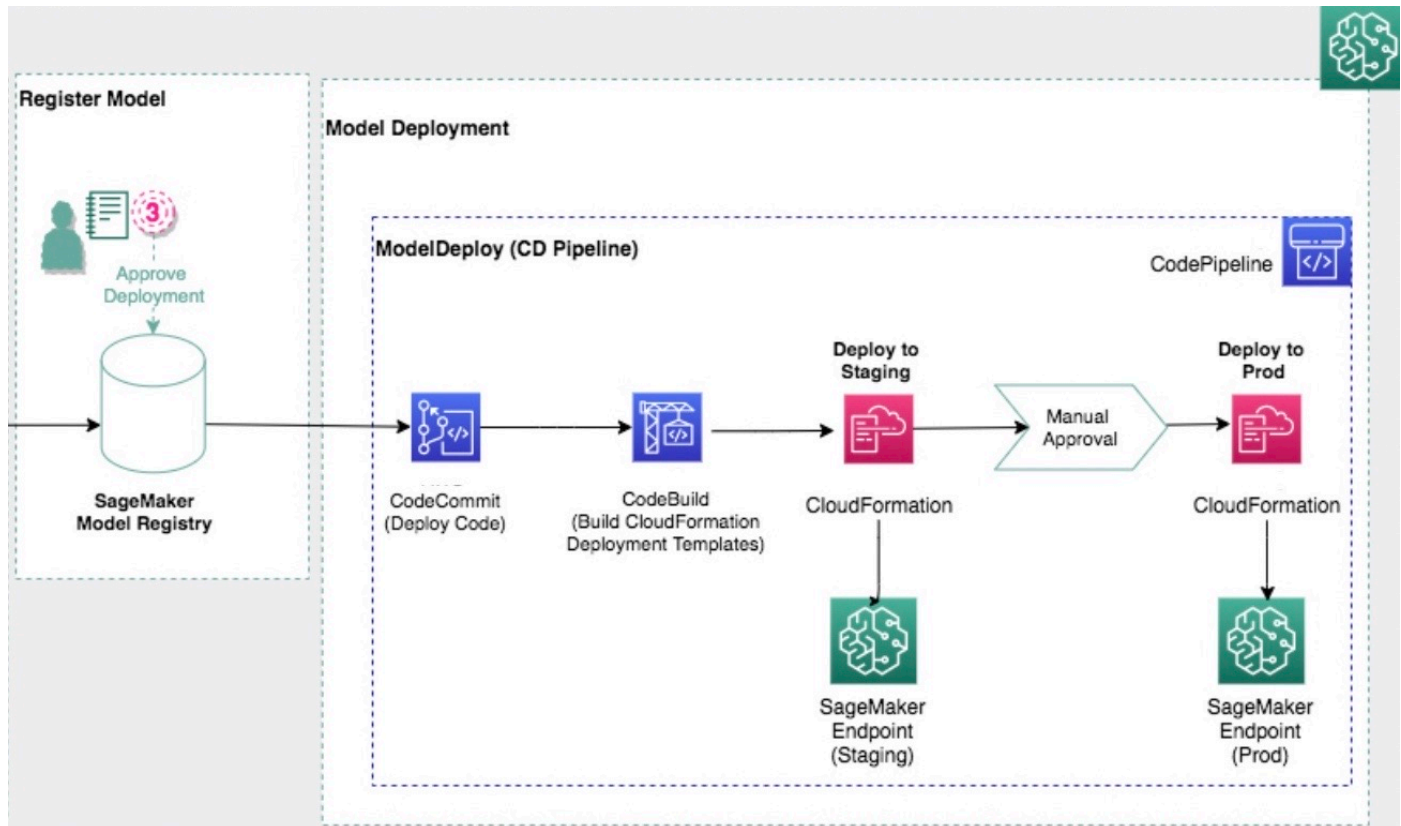 Register Model
Model Deployment
3
Approve
Deployment
SageMaker
Model Registry
ModelDeploy (CD Pipeline)
CodePipeline
CodeCommit
(Deploy Code)
CodeBuild
(Build CloudFormation
Deployment Templates)
Deploy to
Staging
CloudFormation
SageMaker
Endpoint
(Staging)
Manual
Approval
Deploy to
Prod
CloudFormation
SageMaker
Endpoint
(Prod)